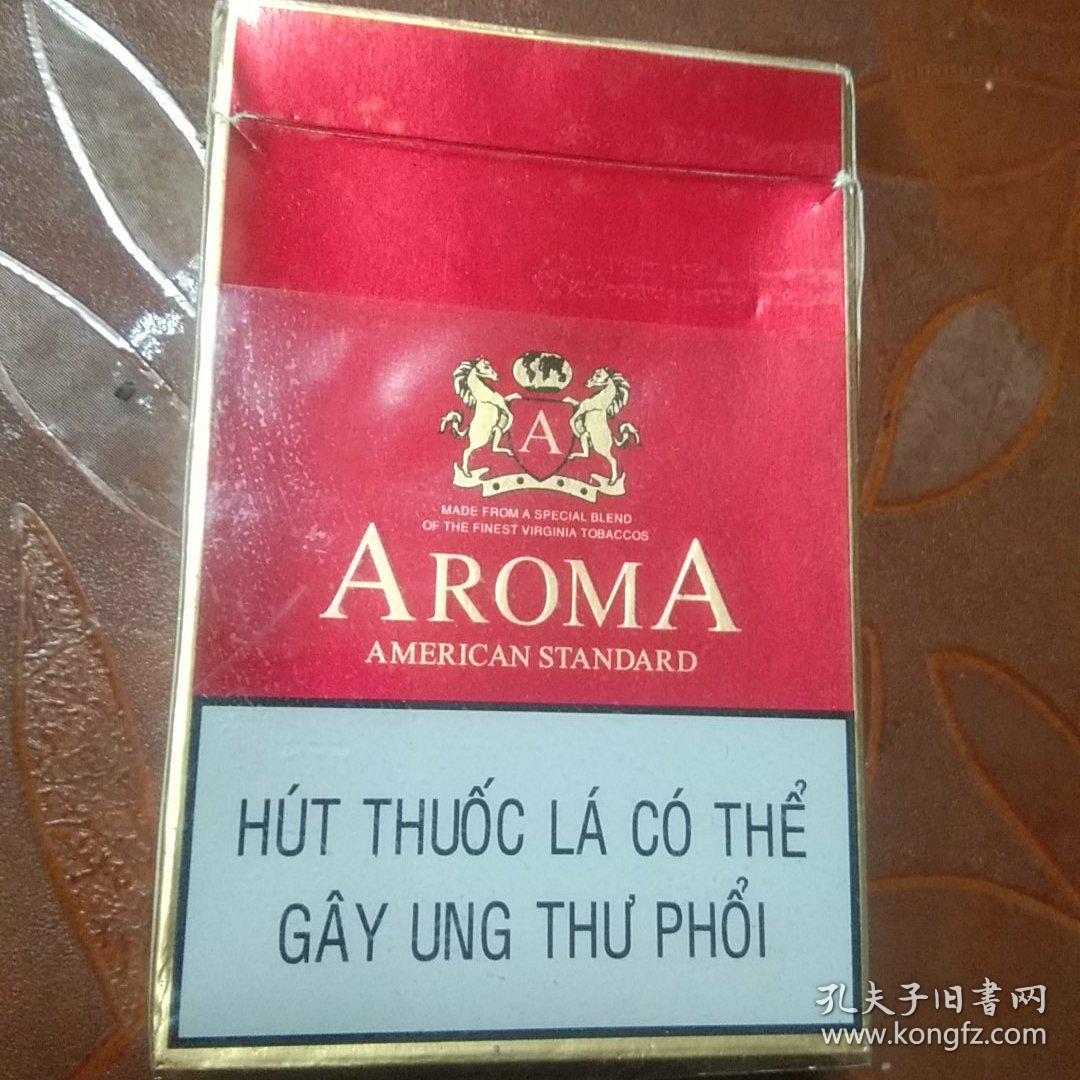 A
MADE FROM A SPECIAL BLEND
OF THE FINEST VIRGINIA TOBACCOS
AROMA
AMERICAN STANDARD
HÚT THUỐC LÁ CÓ THỂ
GÂY UNG THƯ PHỔI
孔夫子旧書网
www.kongfz.com